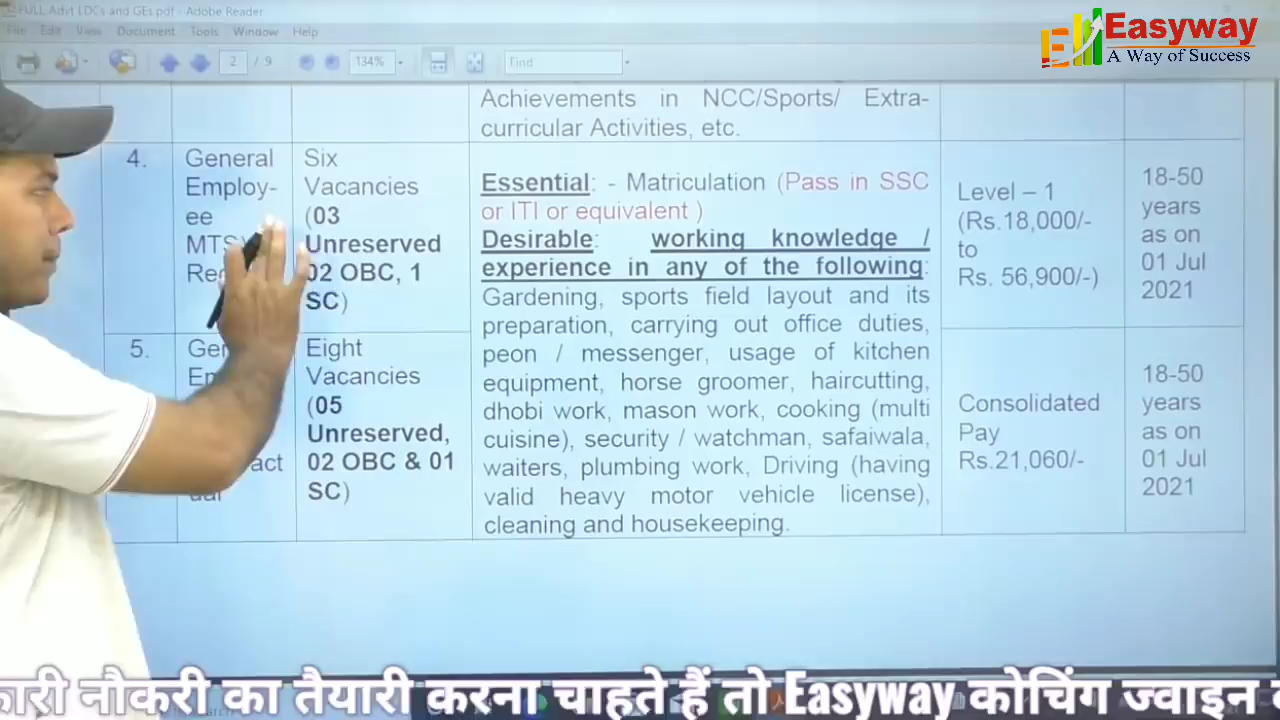 FULL Advt LDCs and GEs.pdf - Adobe Reader
File Edit View Document Tools Window Help
2 / 9 134% Find
Easyway
A Way of Success
Achievements in NCC/Sports/ Extra-
curricular Activities, etc.
4.
General
Employ-
ee
MTS)
Six
Vacancies
(03
Unreserved
02 OBC, 1
SC)
Essential: - Matriculation (Pass in SSC
or ITI or equivalent )
Desirable: working knowledge /
experience in any of the following:
Gardening, sports field layout and its
preparation, carrying out office duties,
peon / messenger, usage of kitchen
equipment, horse groomer, haircutting,
dhobi work, mason work, cooking (multi
cuisine), security / watchman, safaiwala,
waiters, plumbing work, Driving (having
valid heavy motor vehicle license),
cleaning and housekeeping.
Level – 1
(Rs.18,000/-
to
Rs. 56,900/-)
18-50
years
as on
01 Jul
2021
5.
Eight
Vacancies
(05
Unreserved,
02 OBC & 01
SC)
Consolidated
Pay
Rs.21,060/-
18-50
years
as on
01 Jul
2021
नौकरी का तैयारी करना चाहते हैं तो Easyway कोचिंग ज्वाइन